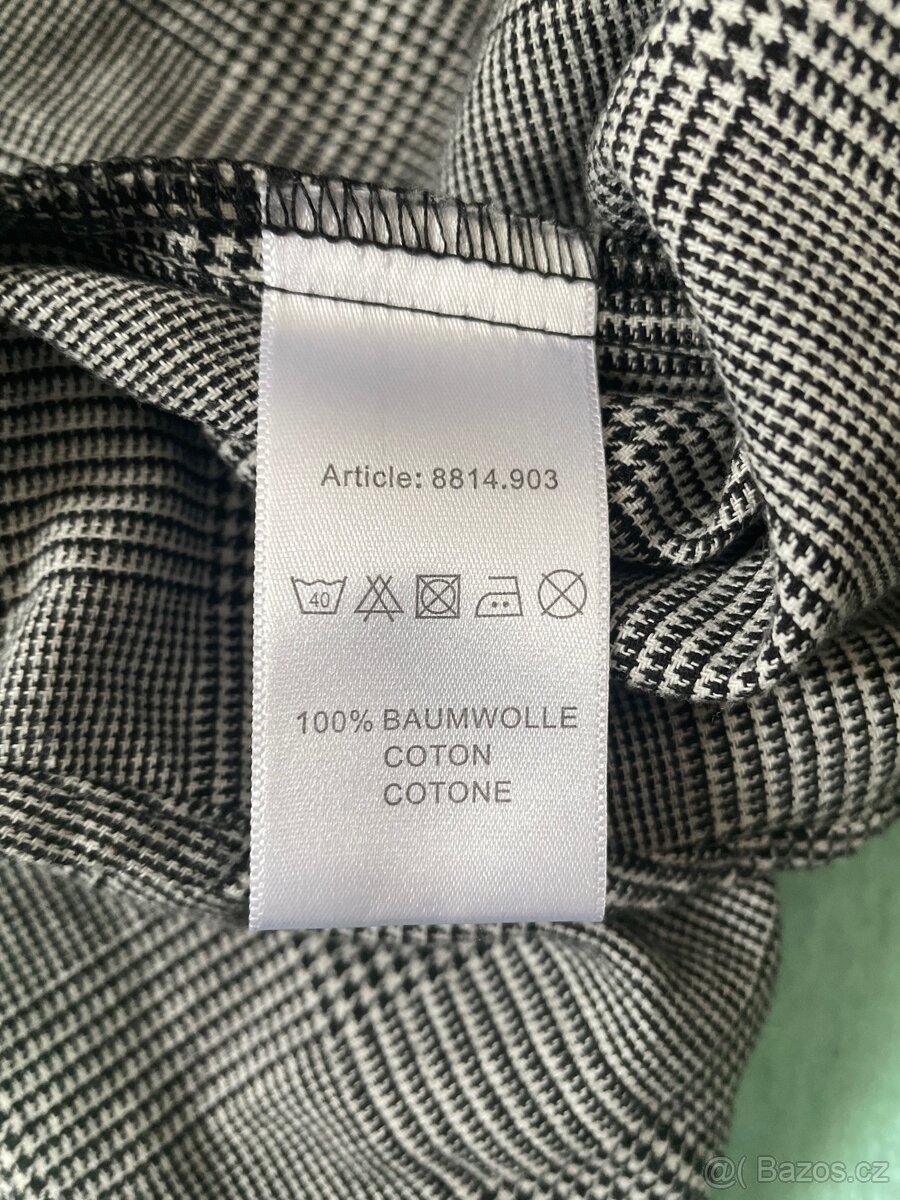 Article: 8814.903
40
100% BAUMWOLLE
COTON
COTONE
@( Bazos.cz